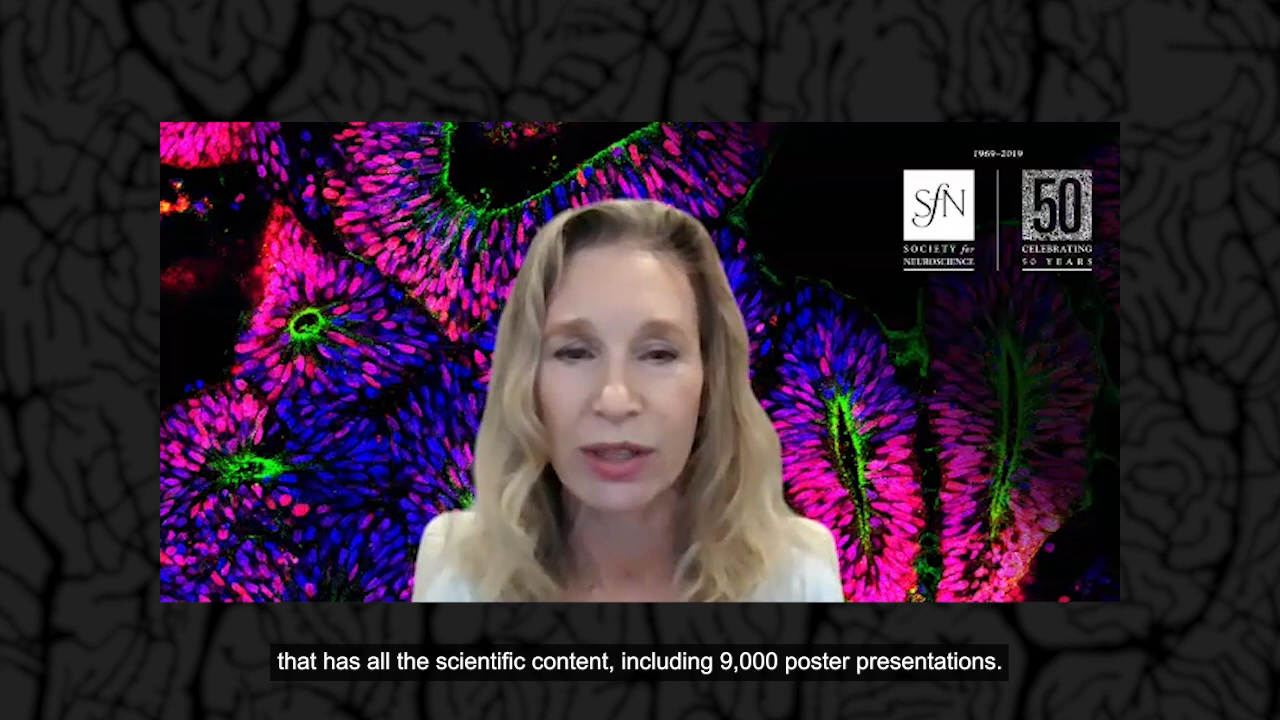 1969–2019
SfN
50
SOCIETY for
NEUROSCIENCE
CELEBRATING
50 YEARS
that has all the scientific content, including 9,000 poster presentations.